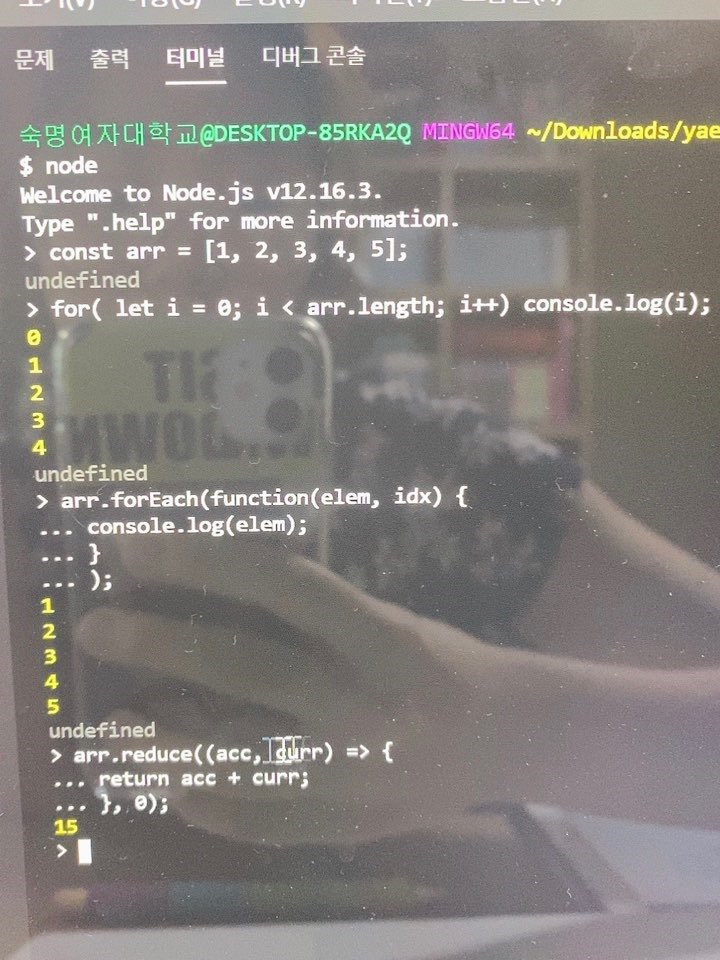 문제 출력 터미널 디버그 콘솔
숙명여자대학교@DESKTOP-85RKA2Q MINGW64 ~/Downloads/yae
$ node
Welcome to Node.js v12.16.3.
Type ".help" for more information.
> const arr = [1, 2, 3, 4, 5];
undefined
> for( let i = 0; i < arr.length; i++) console.log(i);
0
1
2
3
4
undefined
> arr.forEach(function(elem, idx) {
... console.log(elem);
... }
... );
1
2
3
4
5
undefined
> arr.reduce((acc, curr) => {
... return acc + curr;
... }, 0);
15
>